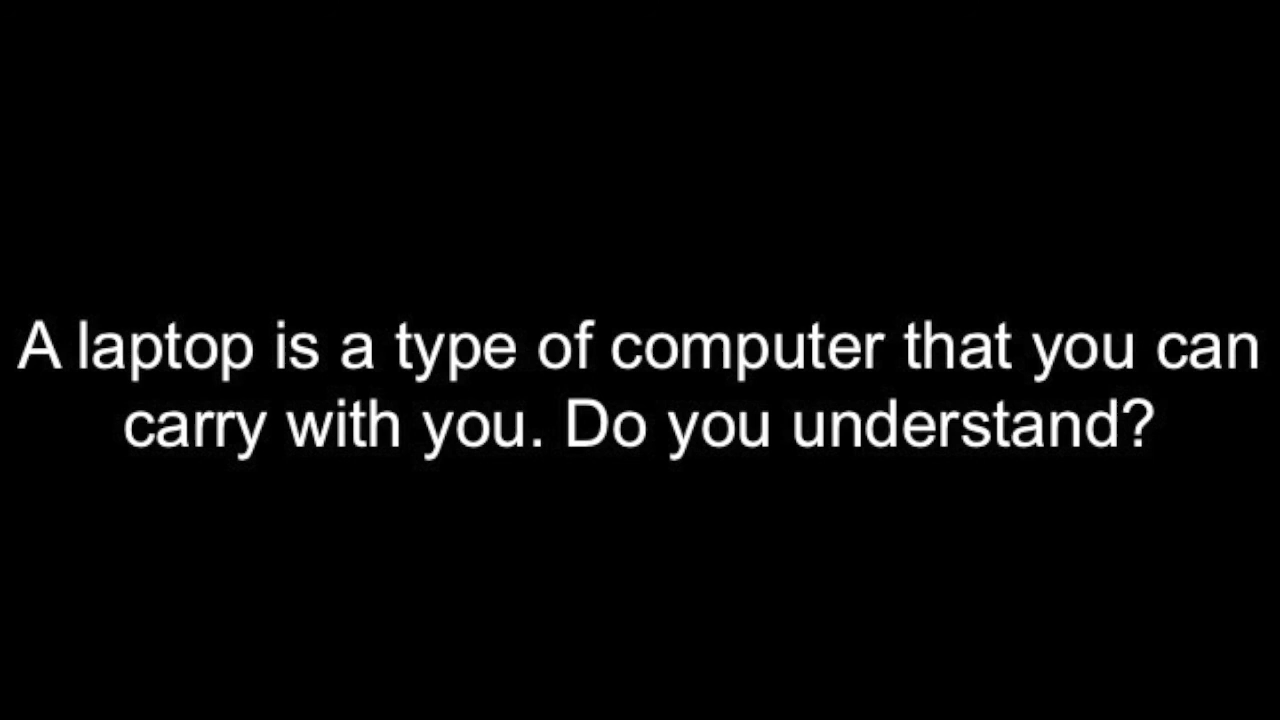 A laptop is a type of computer that you can
carry with you. Do you understand?